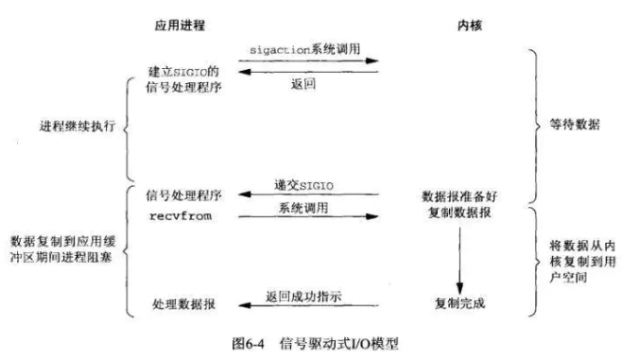 应用进程
内核
sigaction系统调用
建立SIGIO的
信号处理程序
返回
进程继续执行
等待数据
递交SIGIO
信号处理程序
数据报准备好
recvfrom
系统调用
复制数据报
数据复制到应用缓
冲区期间进程阻塞
将数据从内
核复制到用
户空间
处理数据报
返回成功指示
复制完成
图6-4 信号驱动式I/O模型